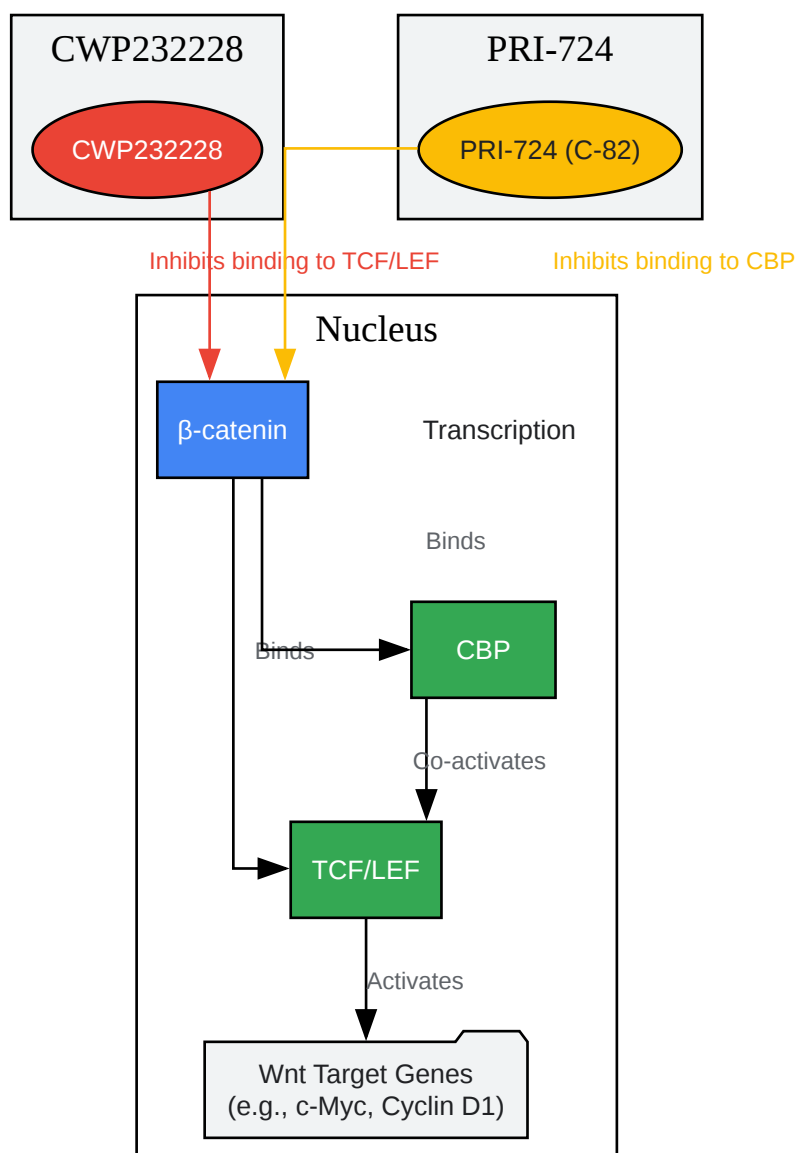 CWP232228
PRI-724
CWP232228
PRI-724 (C-82)
Inhibits binding to TCF/LEF
Inhibits binding to CBP
Nucleus
β-catenin
Transcription
Binds
Binds
CBP
Co-activates
TCF/LEF
Activates
Wnt Target Genes
(e.g., c-Myc, Cyclin D1)